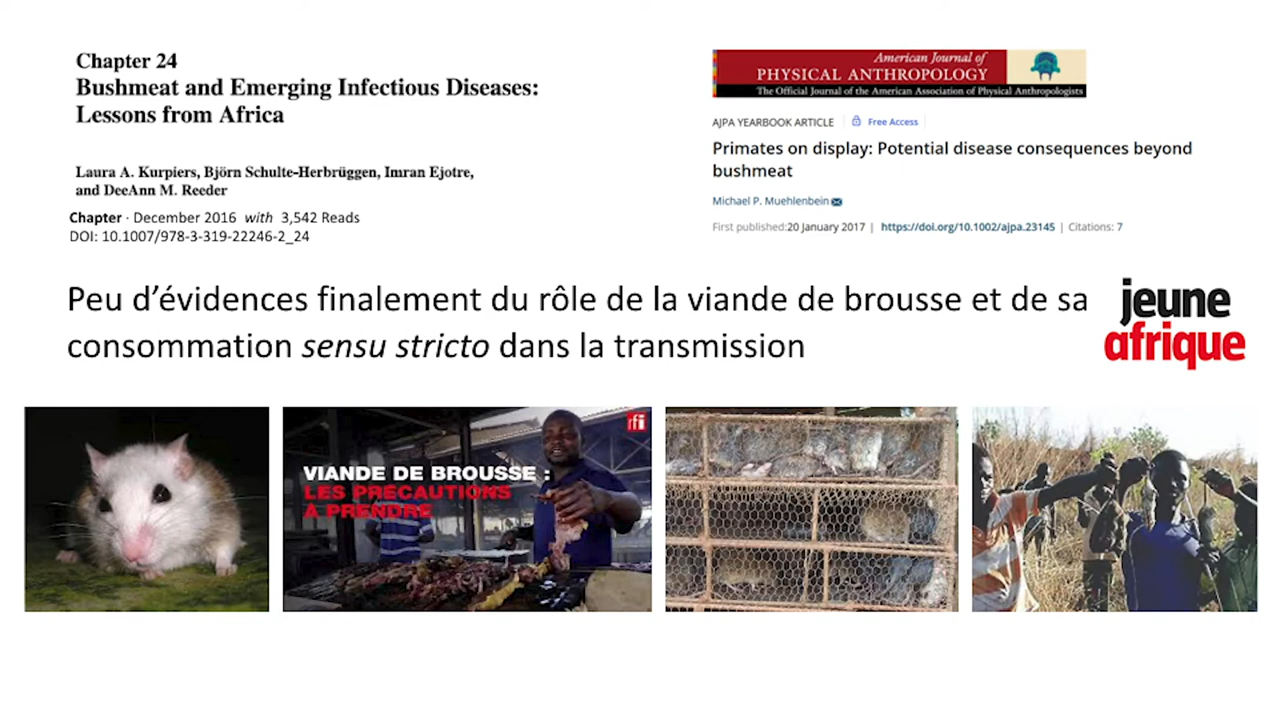 Chapter 24
Bushmeat and Emerging Infectious Diseases:
Lessons from Africa
Laura A. Kurpiers, Björn Schulte-Herbrüggen, Imran Ejotre,
and DeeAnn M. Reeder
Chapter · December 2016 with 3,542 Reads
DOI: 10.1007/978-3-319-22246-2_24
American Journal of
PHYSICAL ANTHROPOLOGY
The Official Journal of the American Association of Physical Anthropologists
AJPA YEARBOOK ARTICLE Free Access
Primates on display: Potential disease consequences beyond
bushmeat
Michael P. Muehlenbein
First published:20 January 2017 | https://doi.org/10.1002/ajpa.23145 | Citations: 7
Peu d’évidences finalement du rôle de la viande de brousse et de sa
consommation sensu stricto dans la transmission
jeune
afrique
rfi
VIANDE DE BROUSSE :
LES PRÉCAUTIONS
À PRENDRE